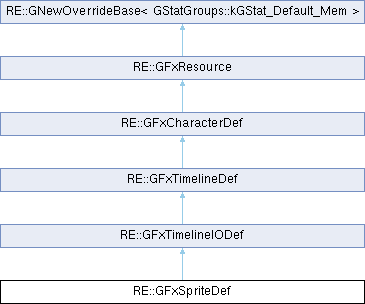 RE::GNewOverrideBase< GStatGroups::kGStat_Default_Mem >
RE::GFxResource
RE::GFxCharacterDef
RE::GFxTimelineDef
RE::GFxTimelineIODef
RE::GFxSpriteDef